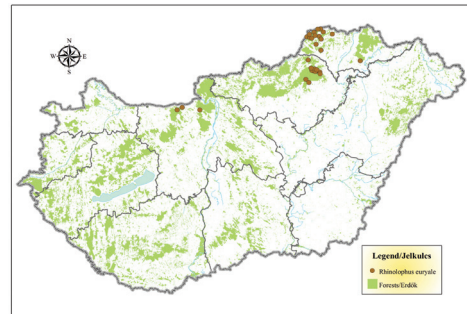 N
W E
S
Legend/Jelkulcs
Rhinolophus euryale
Forests/Erdők